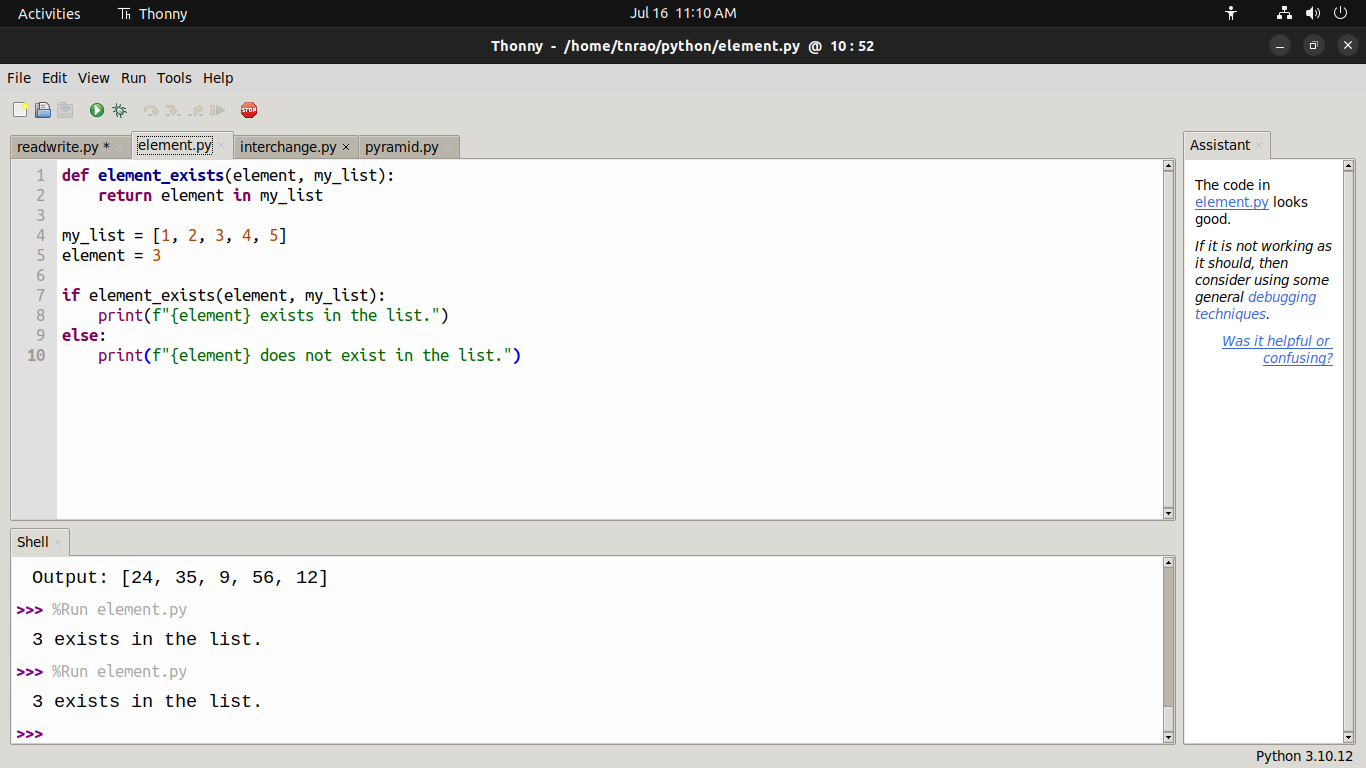 Activities Thonny Jul 16 11:10 AM
Thonny - /home/tnrao/python/element.py @ 10 : 52
File Edit View Run Tools Help
STOP
readwrite.py * element.py interchange.py pyramid.py
1 def element_exists(element, my_list):
2     return element in my_list
3
4 my_list = [1, 2, 3, 4, 5]
5 element = 3
6
7 if element_exists(element, my_list):
8     print(f"{element} exists in the list.")
9 else:
10     print(f"{element} does not exist in the list.")
Shell
Output: [24, 35, 9, 56, 12]
>>> %Run element.py
3 exists in the list.
>>> %Run element.py
3 exists in the list.
>>>
Assistant
The code in
element.py looks
good.
If it is not working as
it should, then
consider using some
general debugging
techniques.
Was it helpful or
confusing?
Python 3.10.12